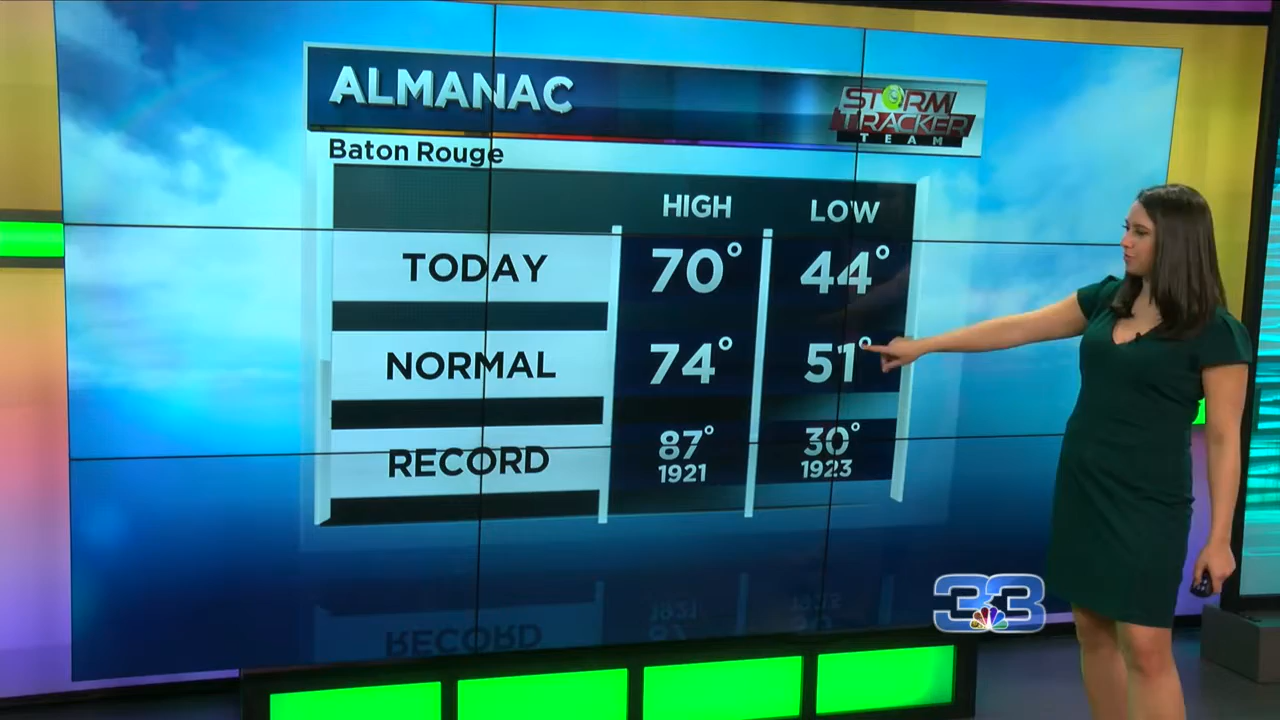 ALMANAC
STORM
TRACKER
TEAM
Baton Rouge
HIGH LOW
TODAY 70° 44°
NORMAL 74° 51°
RECORD 87° 30°
1921 1923
33